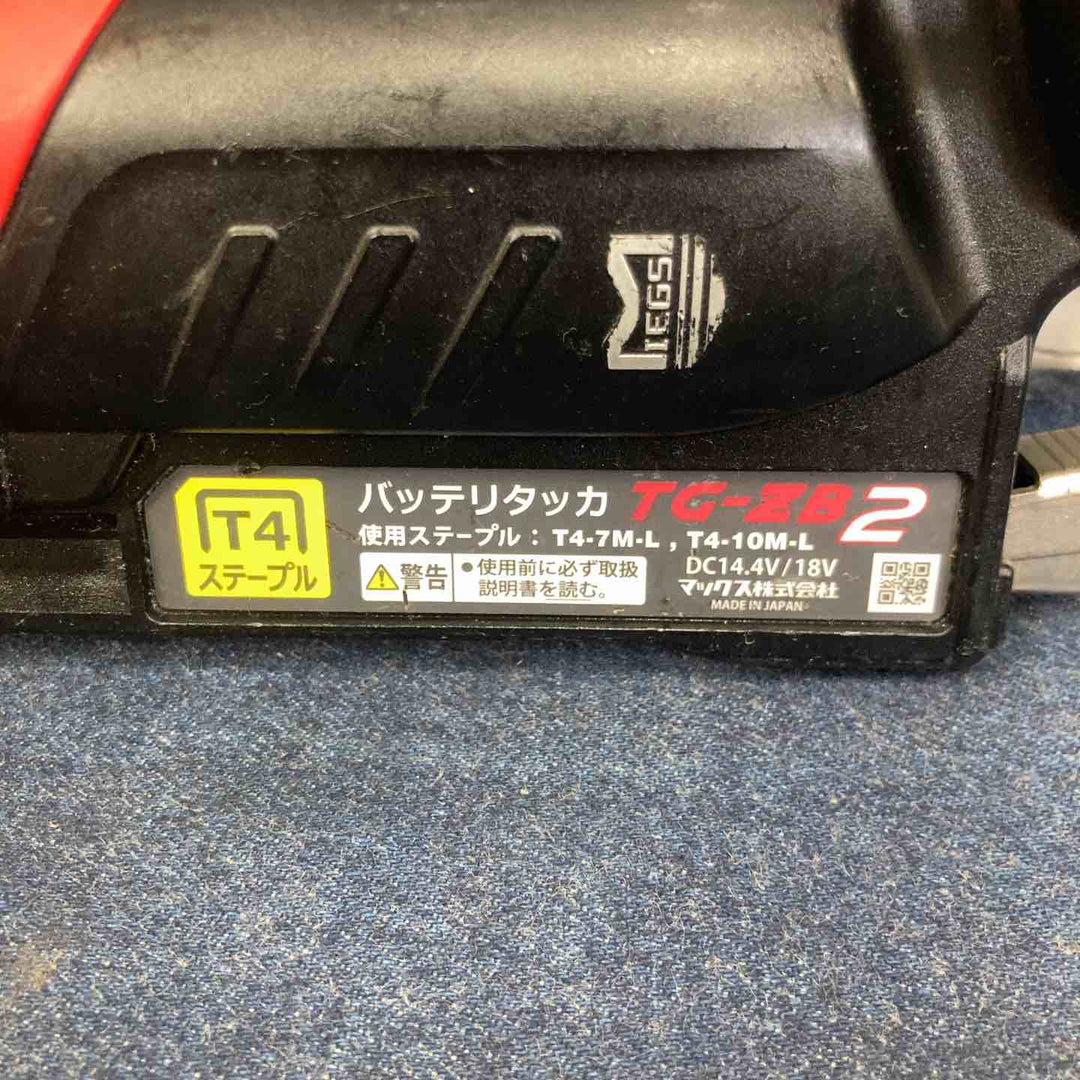 MIEGS
T4
ステープル
バッテリタッカ TG-ZB2
使用ステープル : T4-7M-L , T4-10M-L
警告
•使用前に必ず取扱
説明書を読む。
DC14.4V/18V
マックス株式会社
MADE IN JAPAN